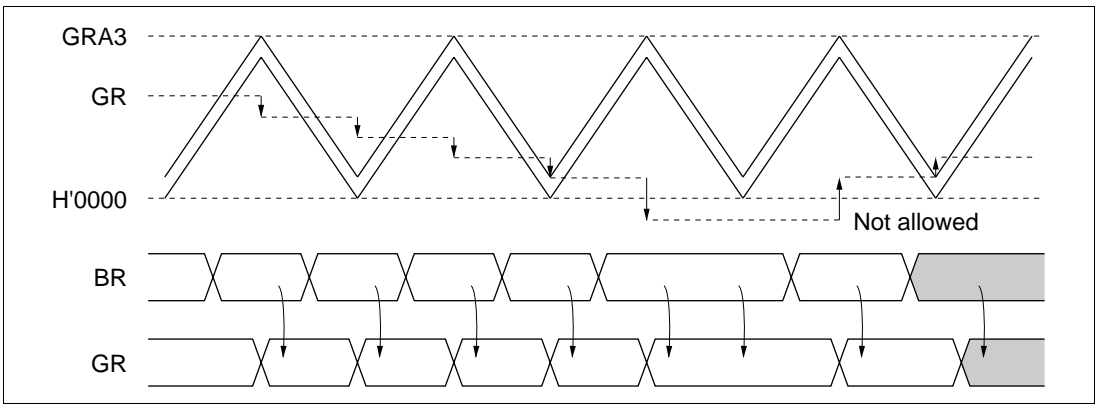 GRA3
GR
H'0000
Not allowed
BR
GR